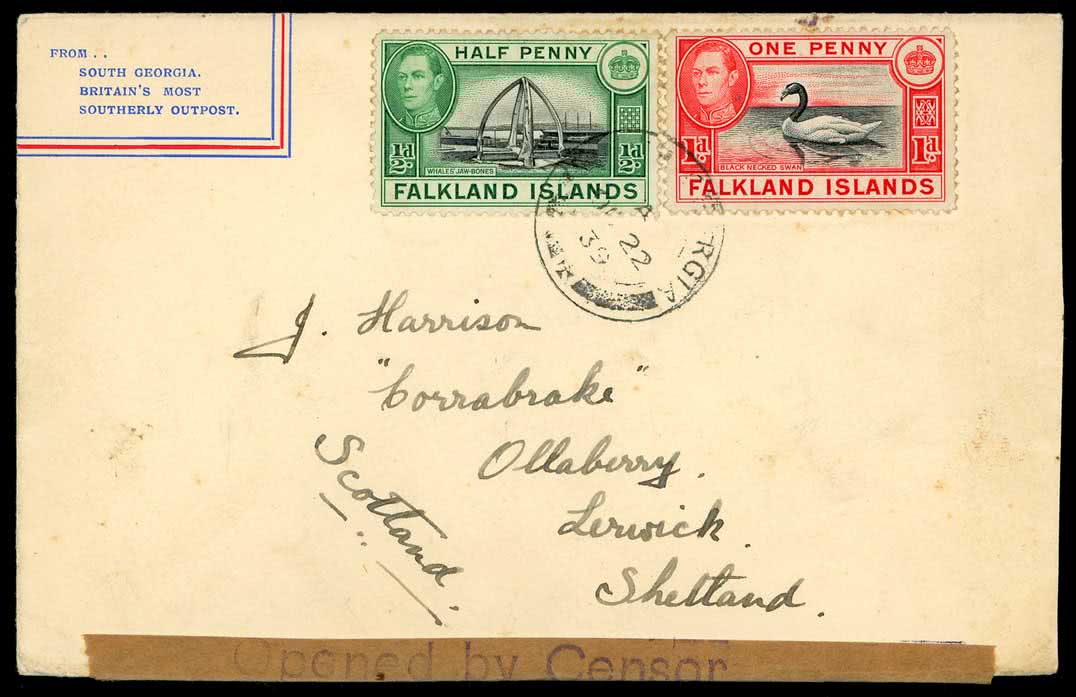 FROM . .
SOUTH GEORGIA.
BRITAIN'S MOST
SOUTHERLY OUTPOST.
HALF PENNY
½d
½d
WHALES' JAW-BONES
FALKLAND ISLANDS
ONE PENNY
1d
1d
BLACK NECKED SWAN
FALKLAND ISLANDS
RGIA
22
39
J. Harrison
"Corrabrake"
Ollaberry.
Lerwick
Shetland.
Scotland.
Opened by Censor